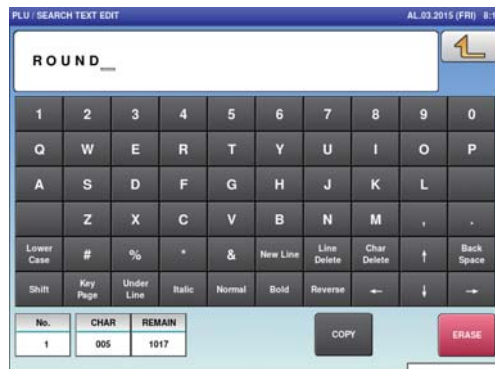 PLU / SEARCH TEXT EDIT AL.03.2015 (FRI) 8:1
ROUND_
1 2 3 4 5 6 7 8 9 0
Q W E R T Y U I O P
A S D F G H J K L
Z X C V B N M , .
Lower Case # % * & New Line Line Delete Char Delete ↑ Back Space
Shift Key Page Under Line Italic Normal Bold Reverse ← ↓ →
No. CHAR REMAIN COPY ERASE
1 005 1017